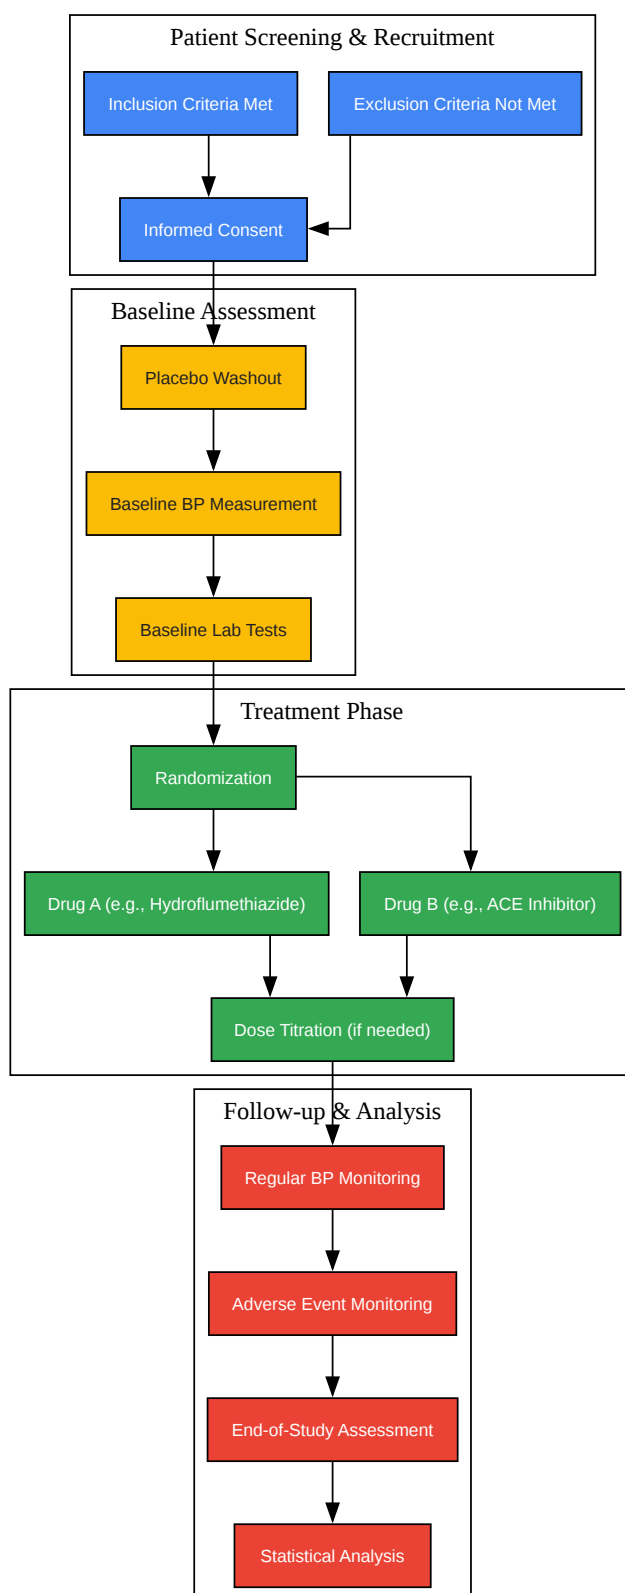 Patient Screening & Recruitment
Inclusion Criteria Met
Exclusion Criteria Not Met
Informed Consent
Baseline Assessment
Placebo Washout
Baseline BP Measurement
Baseline Lab Tests
Treatment Phase
Randomization
Drug A (e.g., Hydroflumethiazide)
Drug B (e.g., ACE Inhibitor)
Dose Titration (if needed)
Follow-up & Analysis
Regular BP Monitoring
Adverse Event Monitoring
End-of-Study Assessment
Statistical Analysis